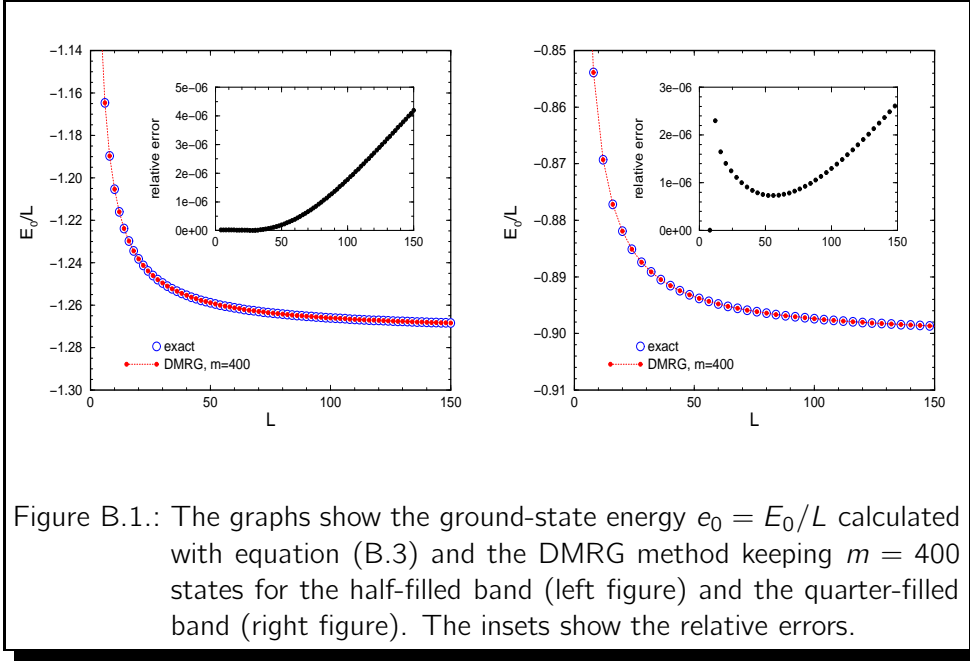 −1.14
−1.16
−1.18
−1.20
−1.22
−1.24
−1.26
−1.28
−1.30
E0/L
0
50
100
150
L
5e−06
4e−06
3e−06
2e−06
1e−06
0e+00
relative error
0
50
100
150
exact
DMRG, m=400
−0.85
−0.86
−0.87
−0.88
−0.89
−0.90
−0.91
E0/L
0
50
100
150
L
3e−06
2e−06
1e−06
0e+00
relative error
0
50
100
150
exact
DMRG, m=400
Figure B.1.: The graphs show the ground-state energy e0 = E0/L calculated
with equation (B.3) and the DMRG method keeping m = 400
states for the half-filled band (left figure) and the quarter-filled
band (right figure). The insets show the relative errors.